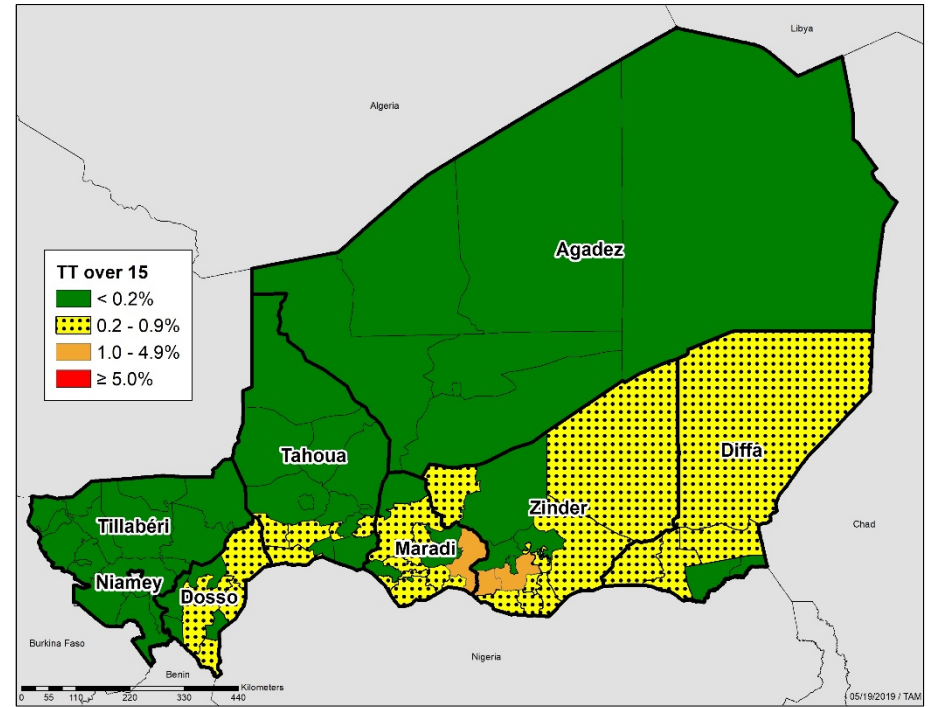 Libya
Algeria
Agadez
TT over 15
< 0.2%
0.2 - 0.9%
1.0 - 4.9%
≥ 5.0%
Tahoua
Diffa
Zinder
Tillabéri
Chad
Maradi
Niamey
Dosso
Burkina Faso
Nigeria
Benin
Kilometers
0 55 110 220 330 440
05/19/2019 / TAM